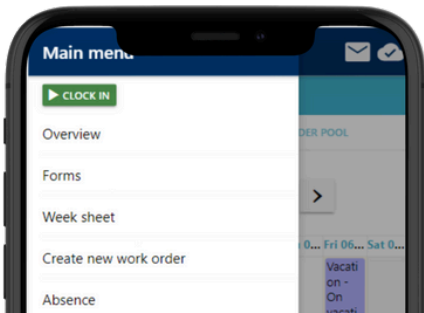 Main menu
CLOCK IN
Overview
DER POOL
Forms
Week sheet
0... Fri 06... Sat 0...
Create new work order
Vacati
on -
On
vacati
Absence